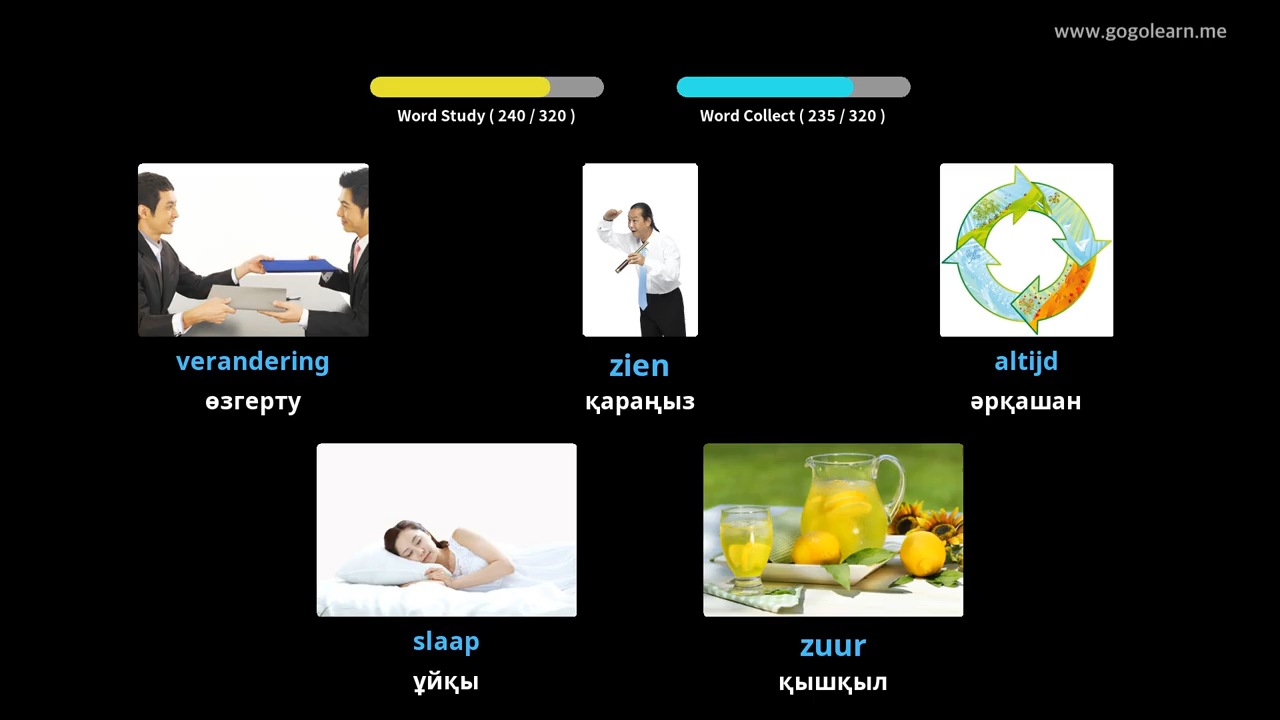 www.gogolearn.me
Word Study ( 240 / 320 )
Word Collect ( 235 / 320 )
verandering
zien
altijd
өзгерту
қараңыз
әрқашан
slaap
zuur
ұйқы
қышқыл